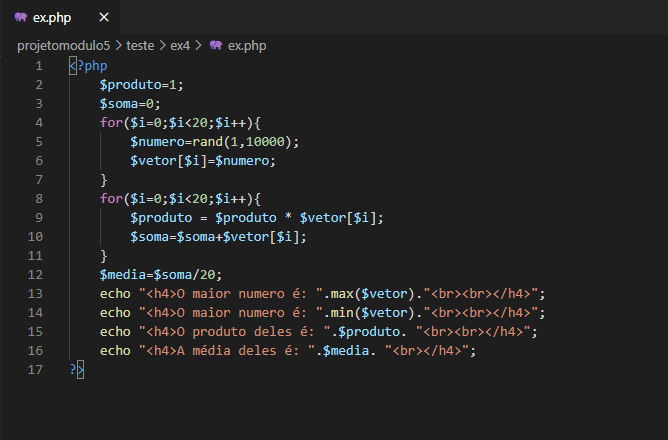 ex.php ×
projetomodulo5 > teste > ex4 > ex.php
1 <?php
2     $produto=1;
3     $soma=0;
4     for($i=0;$i<20;$i++){
5         $numero=rand(1,10000);
6         $vetor[$i]=$numero;
7     }
8     for($i=0;$i<20;$i++){
9         $produto = $produto * $vetor[$i];
10         $soma=$soma+$vetor[$i];
11     }
12     $media=$soma/20;
13     echo "<h4>O maior numero é: ".max($vetor)."<br><br></h4>";
14     echo "<h4>O maior numero é: ".min($vetor)."<br><br></h4>";
15     echo "<h4>O produto deles é: ".$produto. "<br><br></h4>";
16     echo "<h4>A média deles é: ".$media. "<br></h4>";
17 ?>